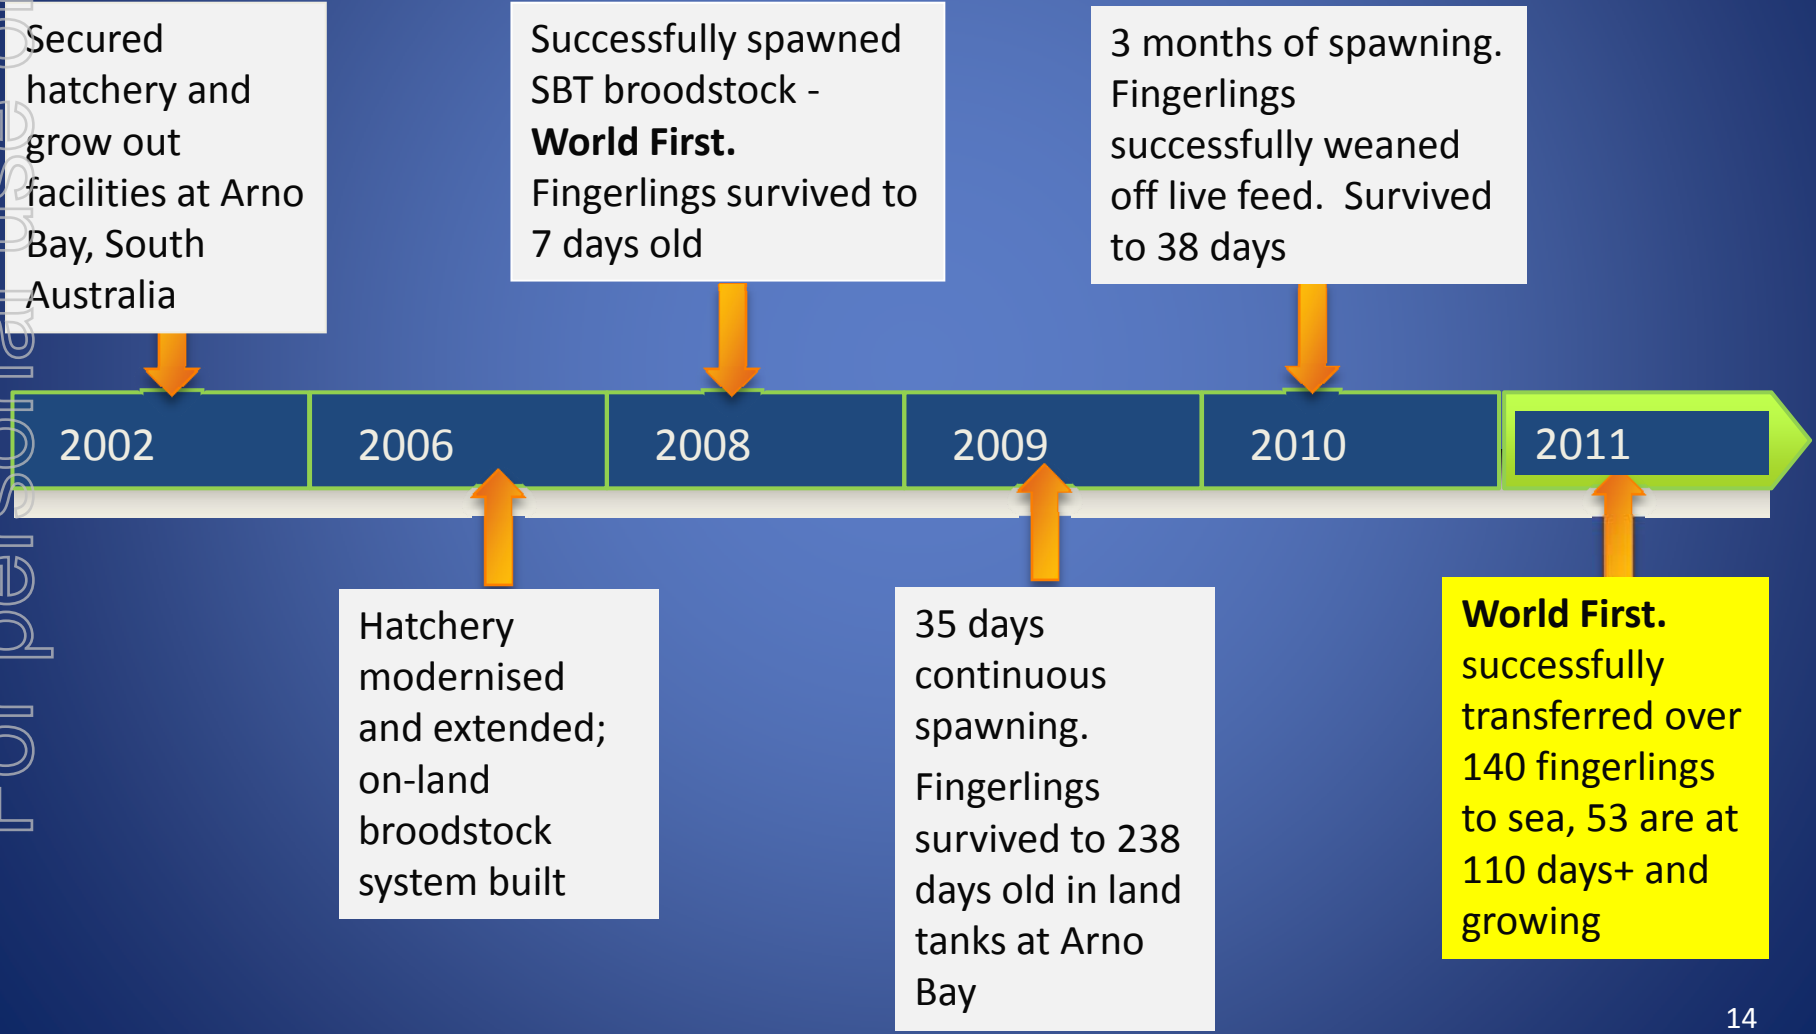 Secured
hatchery and
grow out
facilities at Arno
Bay, South
Australia
Successfully spawned
SBT broodstock -
World First.
Fingerlings survived to
7 days old
3 months of spawning.
Fingerlings
successfully weaned
off live feed.  Survived
to 38 days
2002
2006
2008
2009
2010
2011
Hatchery
modernised
and extended;
on-land
broodstock
system built
35 days
continuous
spawning.
Fingerlings
survived to 238
days old in land
tanks at Arno
Bay
World First.
successfully
transferred over
140 fingerlings
to sea, 53 are at
110 days+ and
growing
14
For personal use o